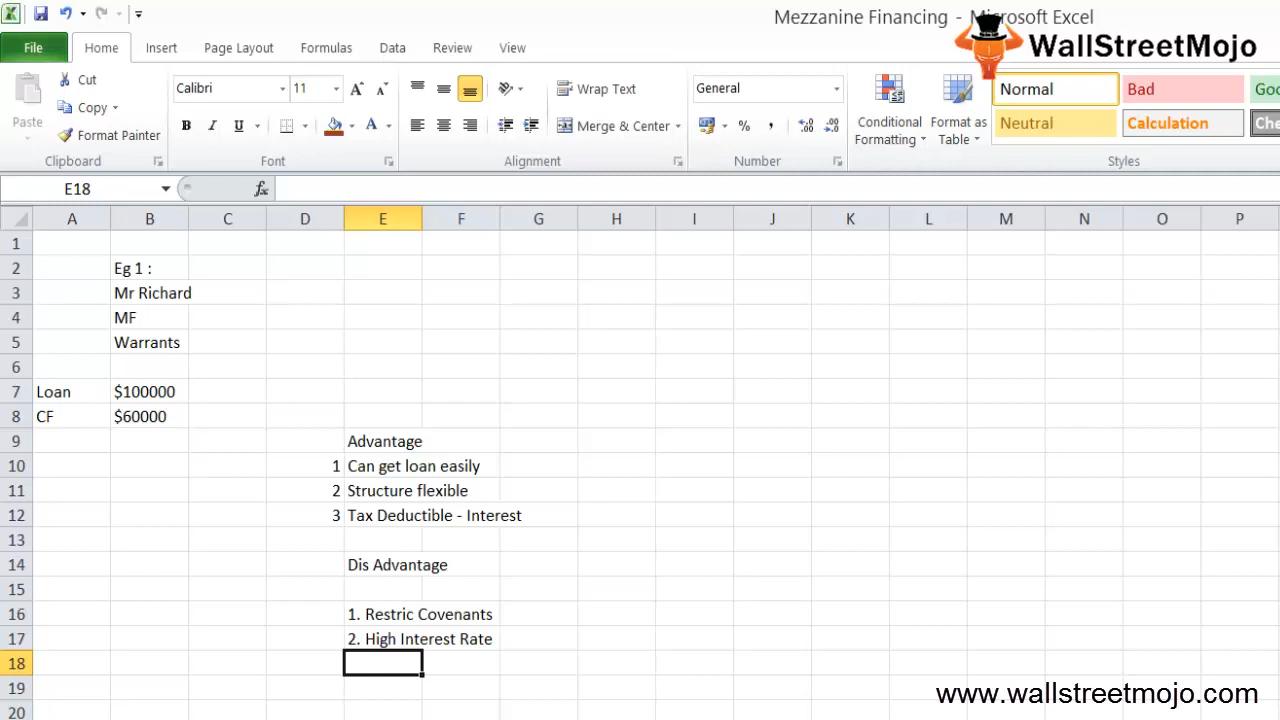 Mezzanine Financing - Microsoft Excel
WallStreetMojo
File Home Insert Page Layout Formulas Data Review View
Paste
Cut
Copy
Format Painter
Clipboard
Calibri 11
B I U A
Font
Wrap Text
Merge & Center
Alignment
General
% ,
Number
Conditional Formatting
Format as Table
Normal Bad Goo
Neutral Calculation Che
Styles
E18 fx
A B C D E F G H I J K L M N O P
1
2 Eg 1 :
3 Mr Richard
4 MF
5 Warrants
6
7 Loan $100000
8 CF $60000
9 Advantage
10 1 Can get loan easily
11 2 Structure flexible
12 3 Tax Deductible - Interest
13
14 Dis Advantage
15
16 1. Restric Covenants
17 2. High Interest Rate
18
19
20
www.wallstreetmojo.com